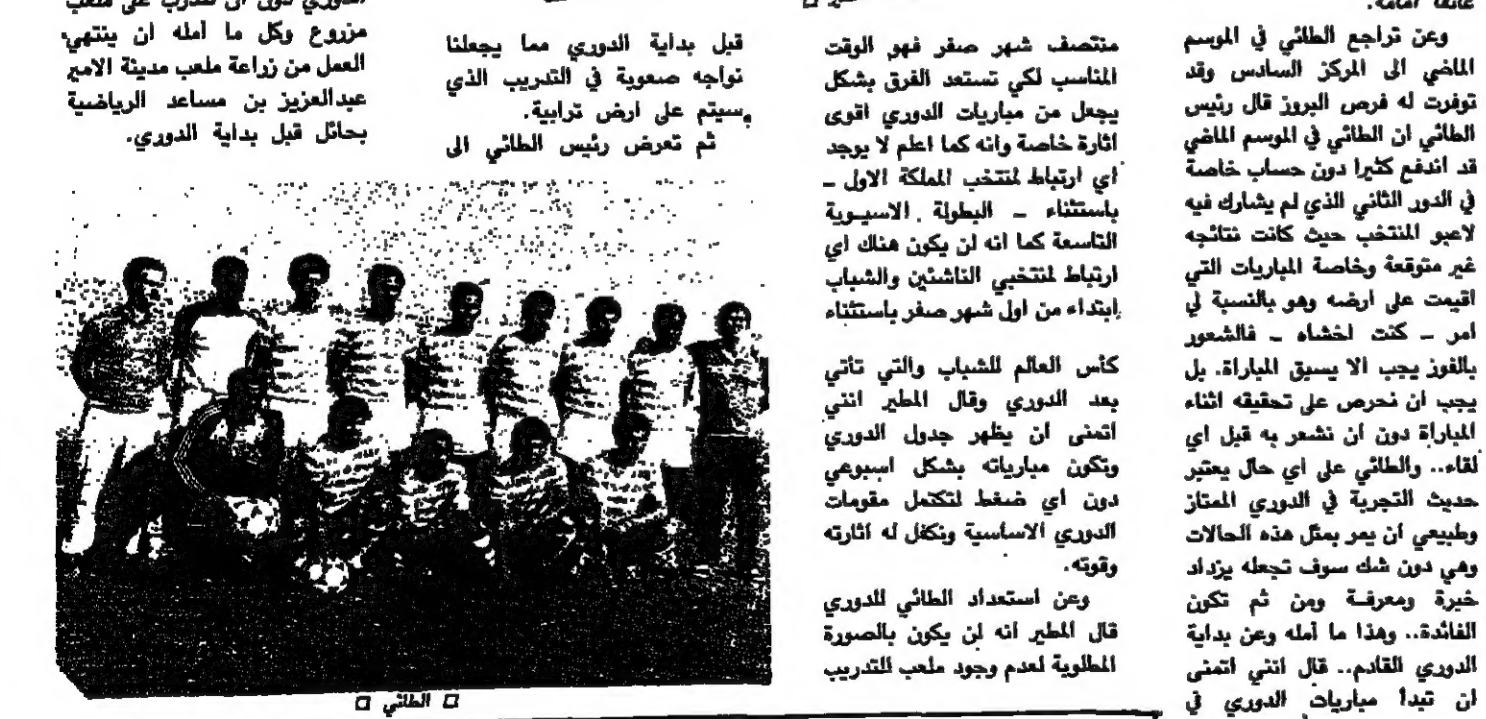 عائقا امامه.
وعن تراجع الطائي في الموسم
الماضي الى المركز السادس وقد
توفرت له فرص البروز قال رئيس
الطائي ان الطائي في الموسم الماضي
قد اندفع كثيرا دون حساب خاصة
في الدور الثاني الذي لم يشارك فيه
لاعبو المنتخب حيث كانت نتائجه
غير متوقعة وخاصة المباريات التي
اقيمت على ارضه وهو بالنسبة لي
امر ـ كنت اخشاه ـ فالشعور
بالفوز يجب الا يسبق المباراة. بل
يجب ان نحرص على تحقيقه اثناء
المباراة دون ان نشعر به قبل اي
لقاء.. والطائي على اي حال يعتبر
حديث التجربة في الدوري الممتاز
وطبيعي ان يمر بمثل هذه الحالات
وهي دون شك سوف تجعله يزداد
خبرة ومعرفة ومن ثم تكون
الفائدة.. وهذا ما أمله وعن بداية
الدوري القادم.. قال انني اتمنى
ان تبدأ مباريات الدوري في
منتصف شهر صفر فهو الوقت
المناسب لكي تستعد الفرق بشكل
يجعل من مباريات الدوري اقوى
اثارة خاصة وانه كما اعلم لا يوجد
اي ارتباط لمنتخب المملكة الاول ـ
باستثناء ـ البطولة الاسيوية
التاسعة كما انه لن يكون هناك اي
ارتباط لمنتخبي الناشئين والشباب
ابتداء من اول شهر صفر باستثناء
كأس العالم للشباب والتي تأتي
بعد الدوري وقال المطير انني
اتمنى ان يظهر جدول الدوري
وتكون مبارياته بشكل اسبوعي
دون اي ضغط لتكتمل مقومات
الدوري الاساسية ونكفل له اثارته
وقوته.
وعن استعداد الطائي للدوري
قال المطير انه لن يكون بالصورة
المطلوبة لعدم وجود ملعب للتدريب
قبل بداية الدوري مما يجعلنا
نواجه صعوبة في التدريب الذي
سيتم على ارض ترابية.
ثم تعرض رئيس الطائي الى
الدوري دون ان نتدرب على ملعب
مزروع وكل ما أمله ان ينتهي
العمل من زراعة ملعب مدينة الامير
عبدالعزيز بن مساعد الرياضية
بحائل قبل بداية الدوري.
□ الطائي □